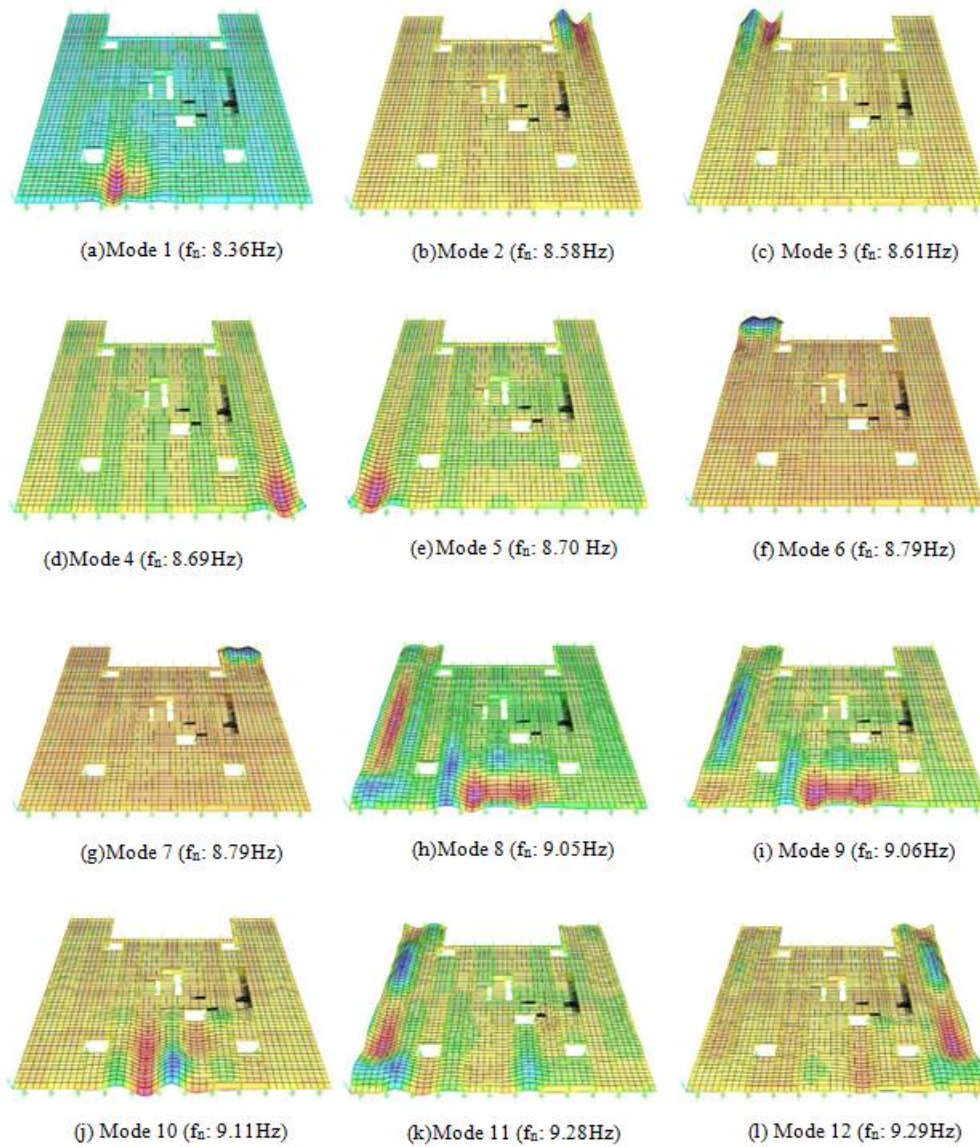 (a)Mode 1 (fₙ: 8.36Hz)
(b)Mode 2 (fₙ: 8.58Hz)
(c) Mode 3 (fₙ: 8.61Hz)
(d)Mode 4 (fₙ: 8.69Hz)
(e)Mode 5 (fₙ: 8.70 Hz)
(f) Mode 6 (fₙ: 8.79Hz)
(g)Mode 7 (fₙ: 8.79Hz)
(h)Mode 8 (fₙ: 9.05Hz)
(i) Mode 9 (fₙ: 9.06Hz)
(j) Mode 10 (fₙ: 9.11Hz)
(k)Mode 11 (fₙ: 9.28Hz)
(l) Mode 12 (fₙ: 9.29Hz)